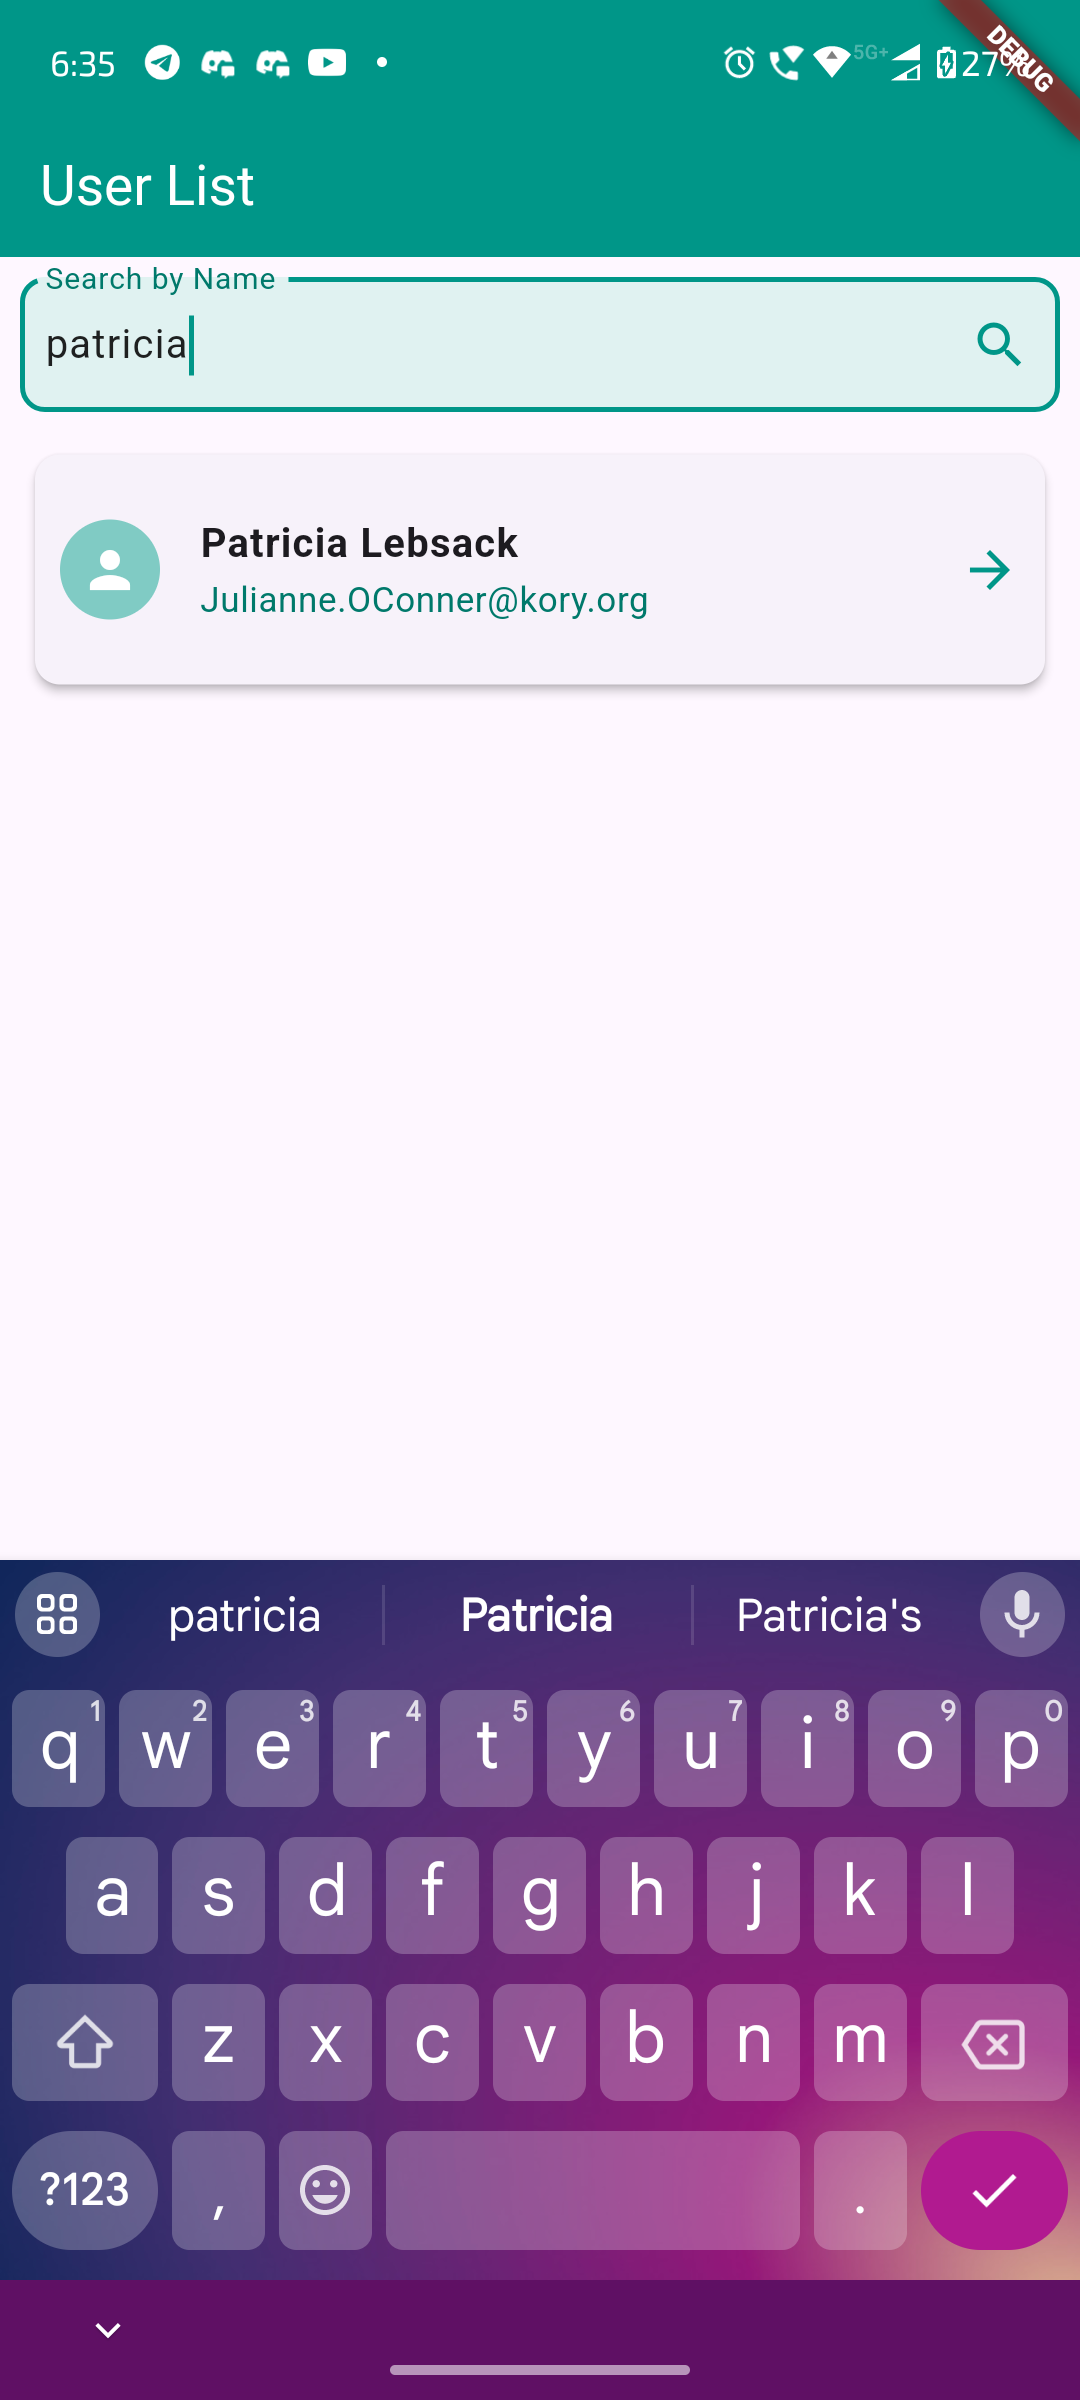 6:35 5G+ 27%
DEBUG
User List
Search by Name
patricia
Patricia Lebsack
Julianne.OConner@kory.org
patricia Patricia Patricia's
q1 w2 e3 r4 t5 y6 u7 i8 o9 p0
a s d f g h j k l
z x c v b n m
?123 , .